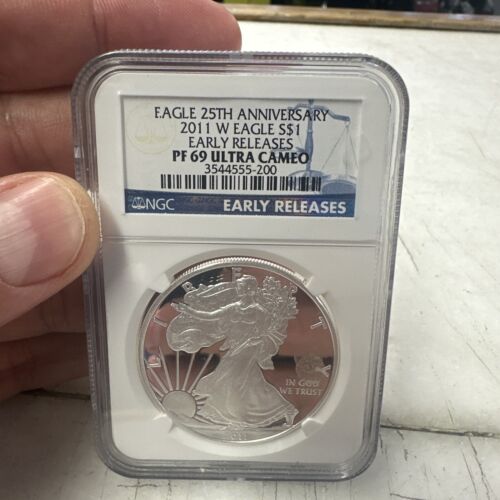 EAGLE 25TH ANNIVERSARY
2011 W EAGLE S$1
EARLY RELEASES
PF 69 ULTRA CAMEO
3544555-200
NGC EARLY RELEASES
LIBERTY
IN GOD
WE TRUST
2011